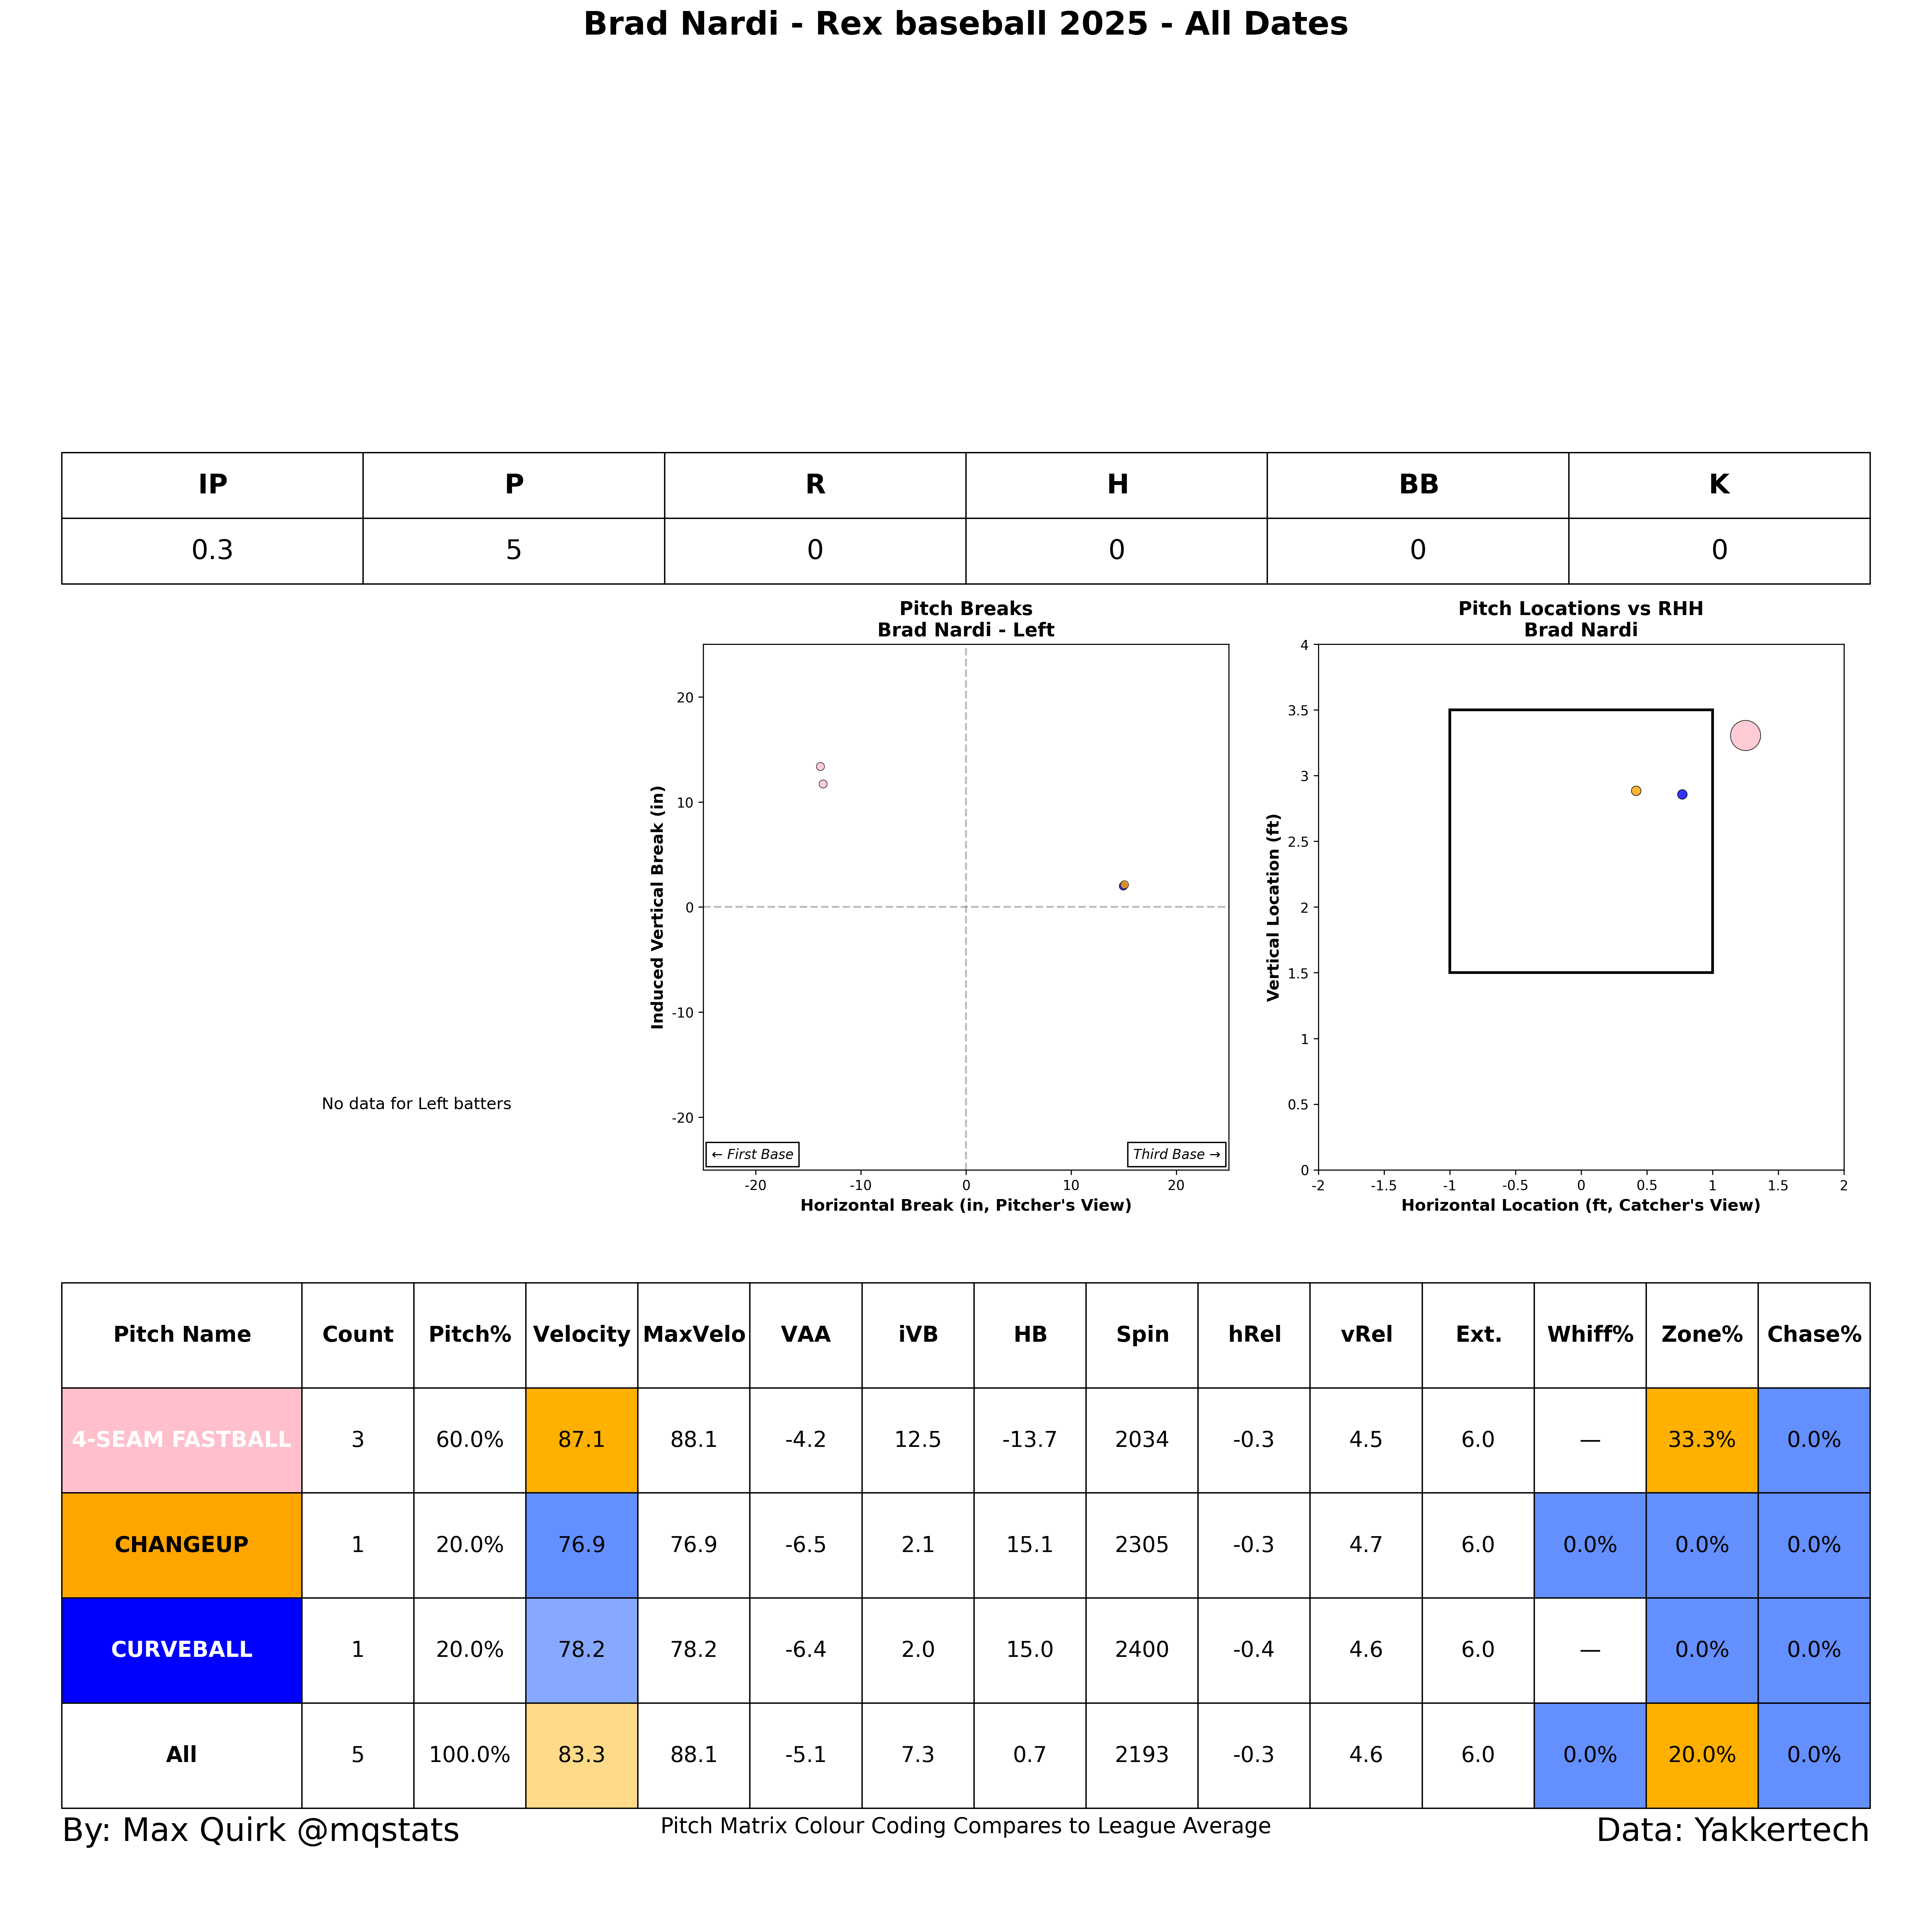 Brad Nardi - Rex baseball 2025 - All Dates
IP P R H BB K
0.3 5 0 0 0 0
No data for Left batters
Pitch Breaks
Brad Nardi - Left
Induced Vertical Break (in)
20
10
0
-10
-20
← First Base
Third Base →
-20 -10 0 10 20
Horizontal Break (in, Pitcher's View)
Pitch Locations vs RHH
Brad Nardi
Vertical Location (ft)
4
3.5
3
2.5
2
1.5
1
0.5
0
-2 -1.5 -1 -0.5 0 0.5 1 1.5 2
Horizontal Location (ft, Catcher's View)
Pitch Name Count Pitch% Velocity MaxVelo VAA iVB HB Spin hRel vRel Ext. Whiff% Zone% Chase%
4-SEAM FASTBALL 3 60.0% 87.1 88.1 -4.2 12.5 -13.7 2034 -0.3 4.5 6.0 — 33.3% 0.0%
CHANGEUP 1 20.0% 76.9 76.9 -6.5 2.1 15.1 2305 -0.3 4.7 6.0 0.0% 0.0% 0.0%
CURVEBALL 1 20.0% 78.2 78.2 -6.4 2.0 15.0 2400 -0.4 4.6 6.0 — 0.0% 0.0%
All 5 100.0% 83.3 88.1 -5.1 7.3 0.7 2193 -0.3 4.6 6.0 0.0% 20.0% 0.0%
By: Max Quirk @mqstats
Pitch Matrix Colour Coding Compares to League Average
Data: Yakkertech